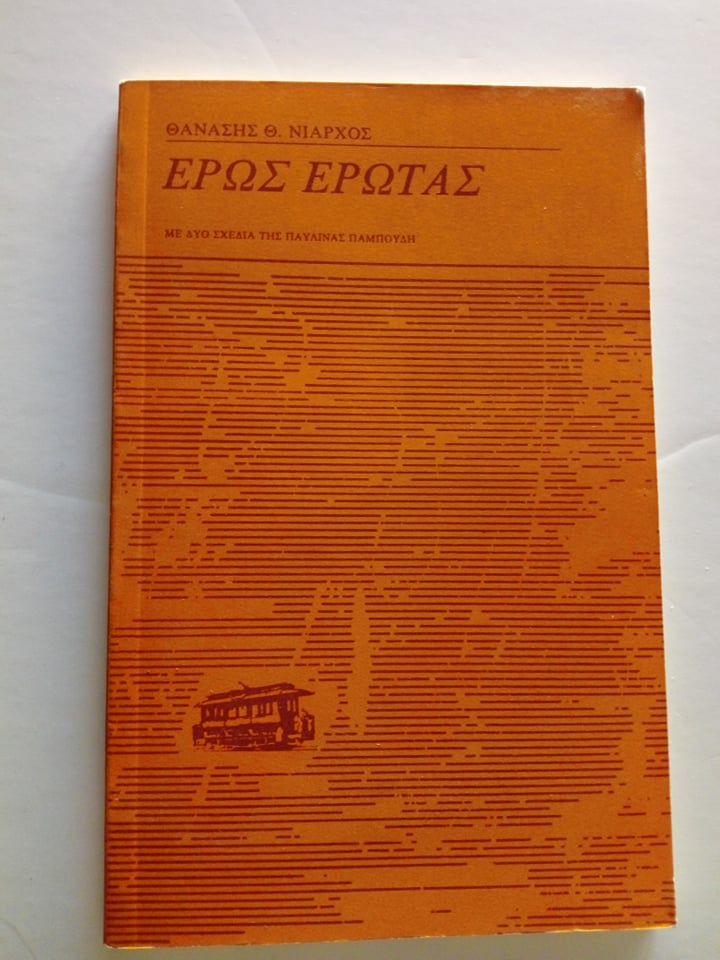 ΘΑΝΑΣΗΣ Θ. ΝΙΑΡΧΟΣ
ΕΡΩΣ ΕΡΩΤΑΣ
ΜΕ ΔΥΟ ΣΧΕΔΙΑ ΤΗΣ ΠΑΥΛΙΝΑΣ ΠΑΜΠΟΥΔΗ